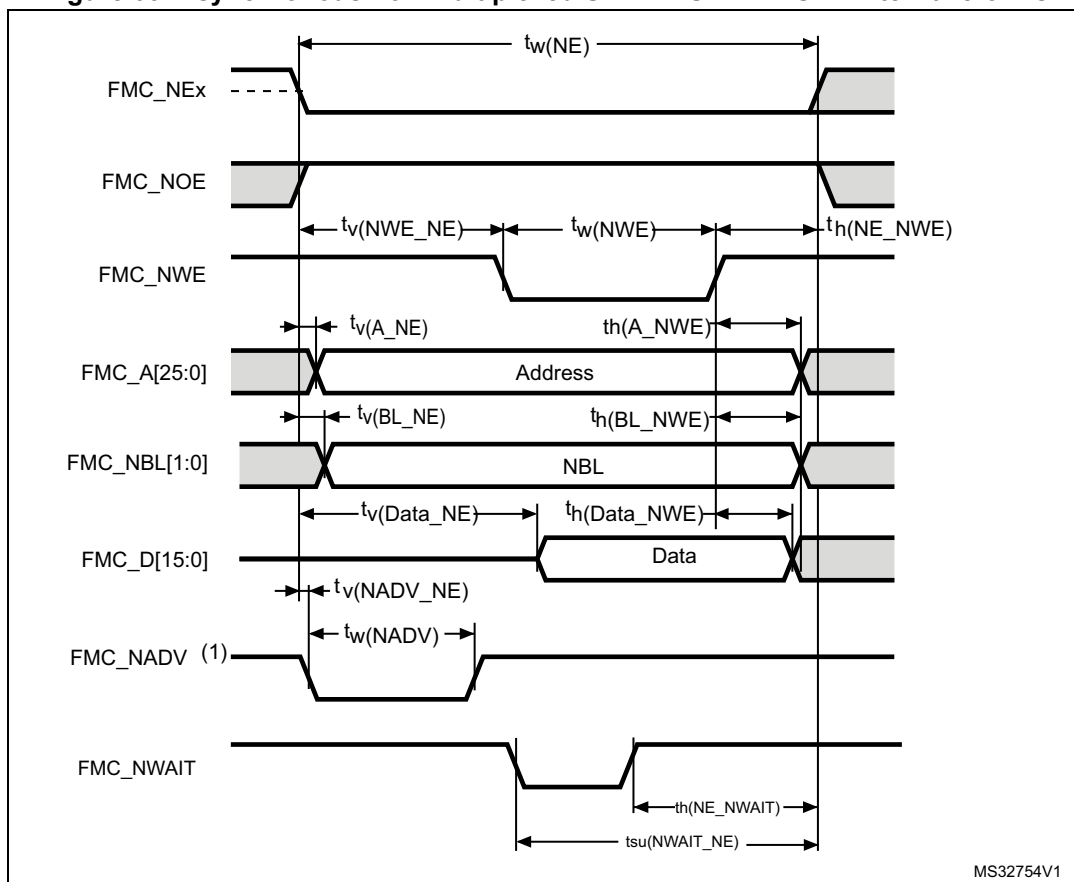 tw(NE)
FMC_NEx
FMC_NOE
tv(NWE_NE) tw(NWE) th(NE_NWE)
FMC_NWE
tv(A_NE) th(A_NWE)
FMC_A[25:0] Address
tv(BL_NE) th(BL_NWE)
FMC_NBL[1:0] NBL
tv(Data_NE) th(Data_NWE)
FMC_D[15:0] Data
tv(NADV_NE)
tw(NADV)
FMC_NADV (1)
FMC_NWAIT
th(NE_NWAIT)
tsu(NWAIT_NE)
MS32754V1